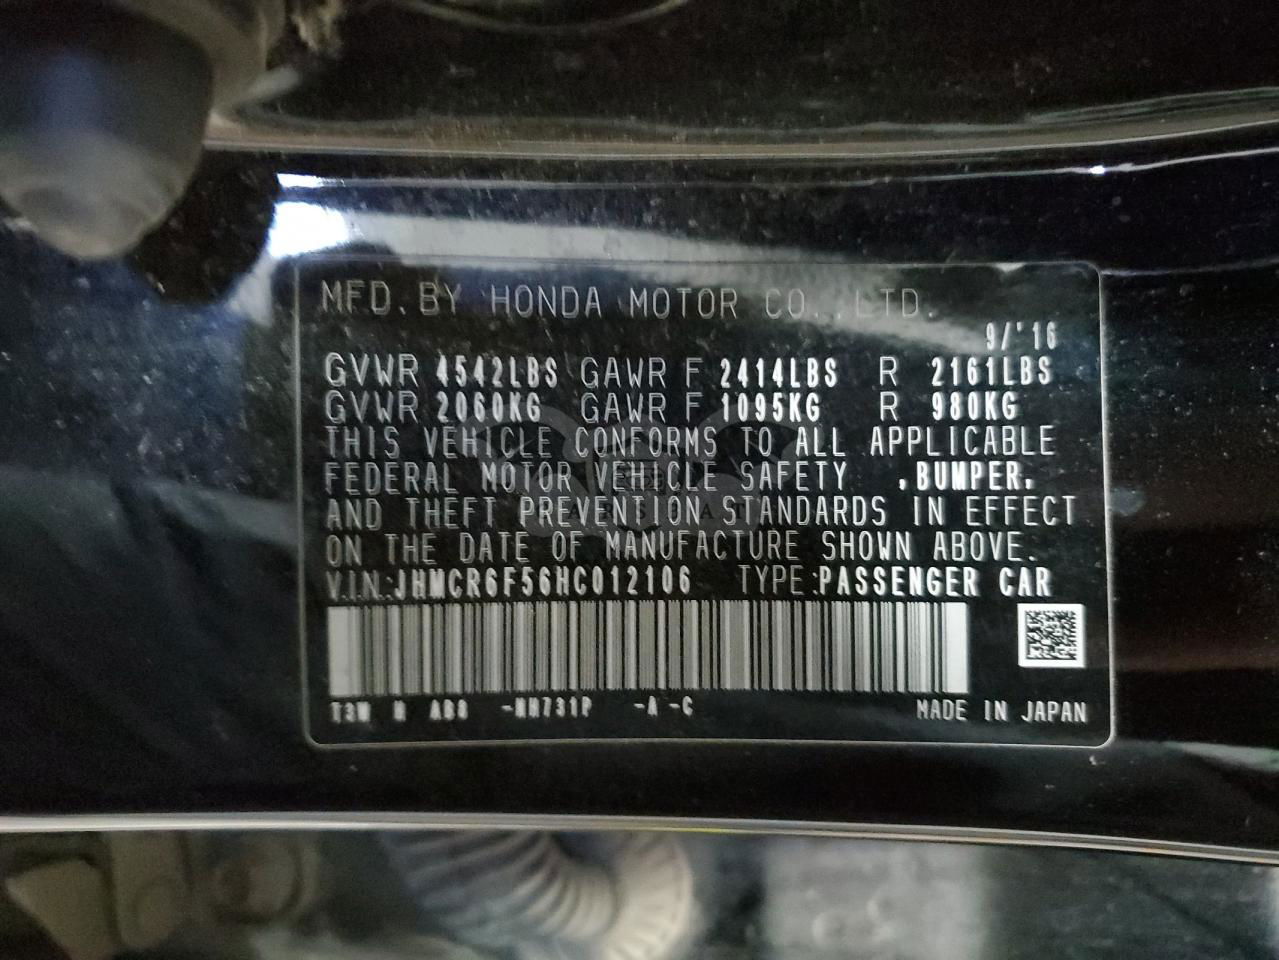 MFD. BY HONDA MOTOR CO., LTD.
9/'16
GVWR 4542LBS GAWR F 2414LBS R 2161LBS
GVWR 2060KG GAWR F 1095KG R 980KG
THIS VEHICLE CONFORMS TO ALL APPLICABLE
FEDERAL MOTOR VEHICLE SAFETY ,BUMPER,
AND THEFT PREVENTION STANDARDS IN EFFECT
ON THE DATE OF MANUFACTURE SHOWN ABOVE.
V.I.N.:JHMCR6F56HC012106 TYPE:PASSENGER CAR
-NH731P -A -C MADE IN JAPAN